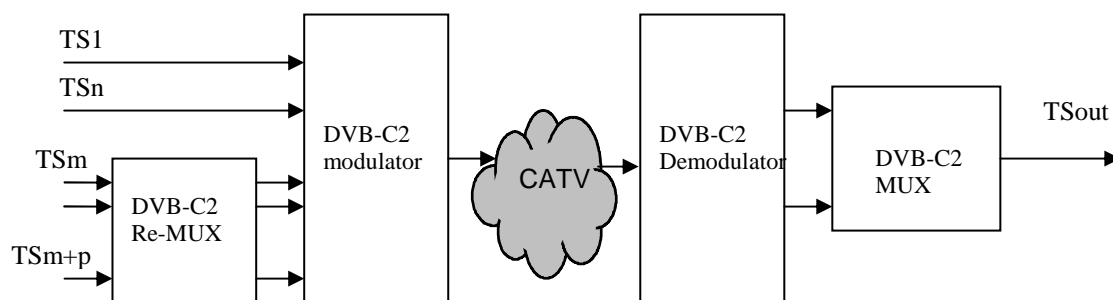 TS1
TSn
TSm
TSm+p
DVB-C2
Re-MUX
DVB-C2
modulator
CATV
DVB-C2
Demodulator
DVB-C2
MUX
TSout